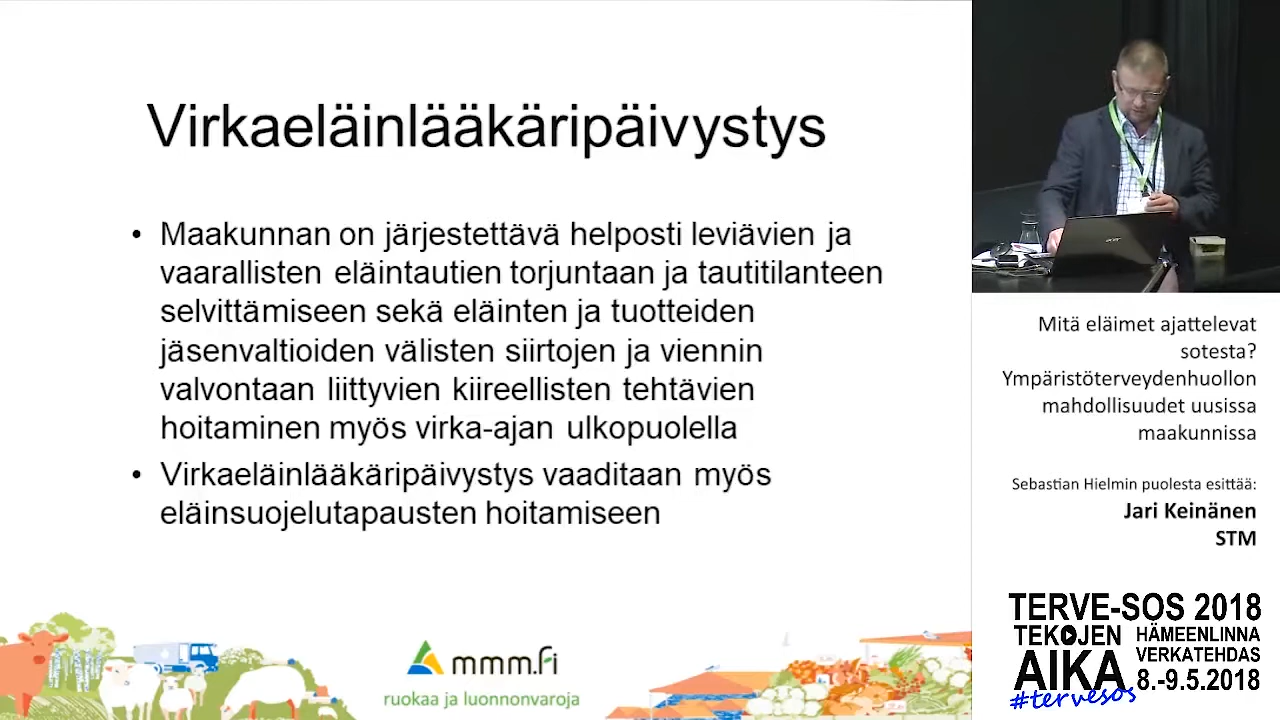 Virkaeläinlääkäripäivystys
• Maakunnan on järjestettävä helposti leviävien ja
vaarallisten eläintautien torjuntaan ja tautitilanteen
selvittämiseen sekä eläinten ja tuotteiden
jäsenvaltioiden välisten siirtojen ja viennin
valvontaan liittyvien kiireellisten tehtävien
hoitaminen myös virka-ajan ulkopuolella
• Virkaeläinlääkäripäivystys vaaditaan myös
eläinsuojelutapausten hoitamiseen
mmm.fi
ruokaa ja luonnonvaroja
acer
Mitä eläimet ajattelevat
sotesta?
Ympäristöterveydenhuollon
mahdollisuudet uusissa
maakunnissa
Sebastian Hielmin puolesta esittää:
Jari Keinänen
STM
TERVE-SOS 2018
TEKOJEN
AIKA
HÄMEENLINNA
VERKATEHDAS
8.-9.5.2018
#tervesos